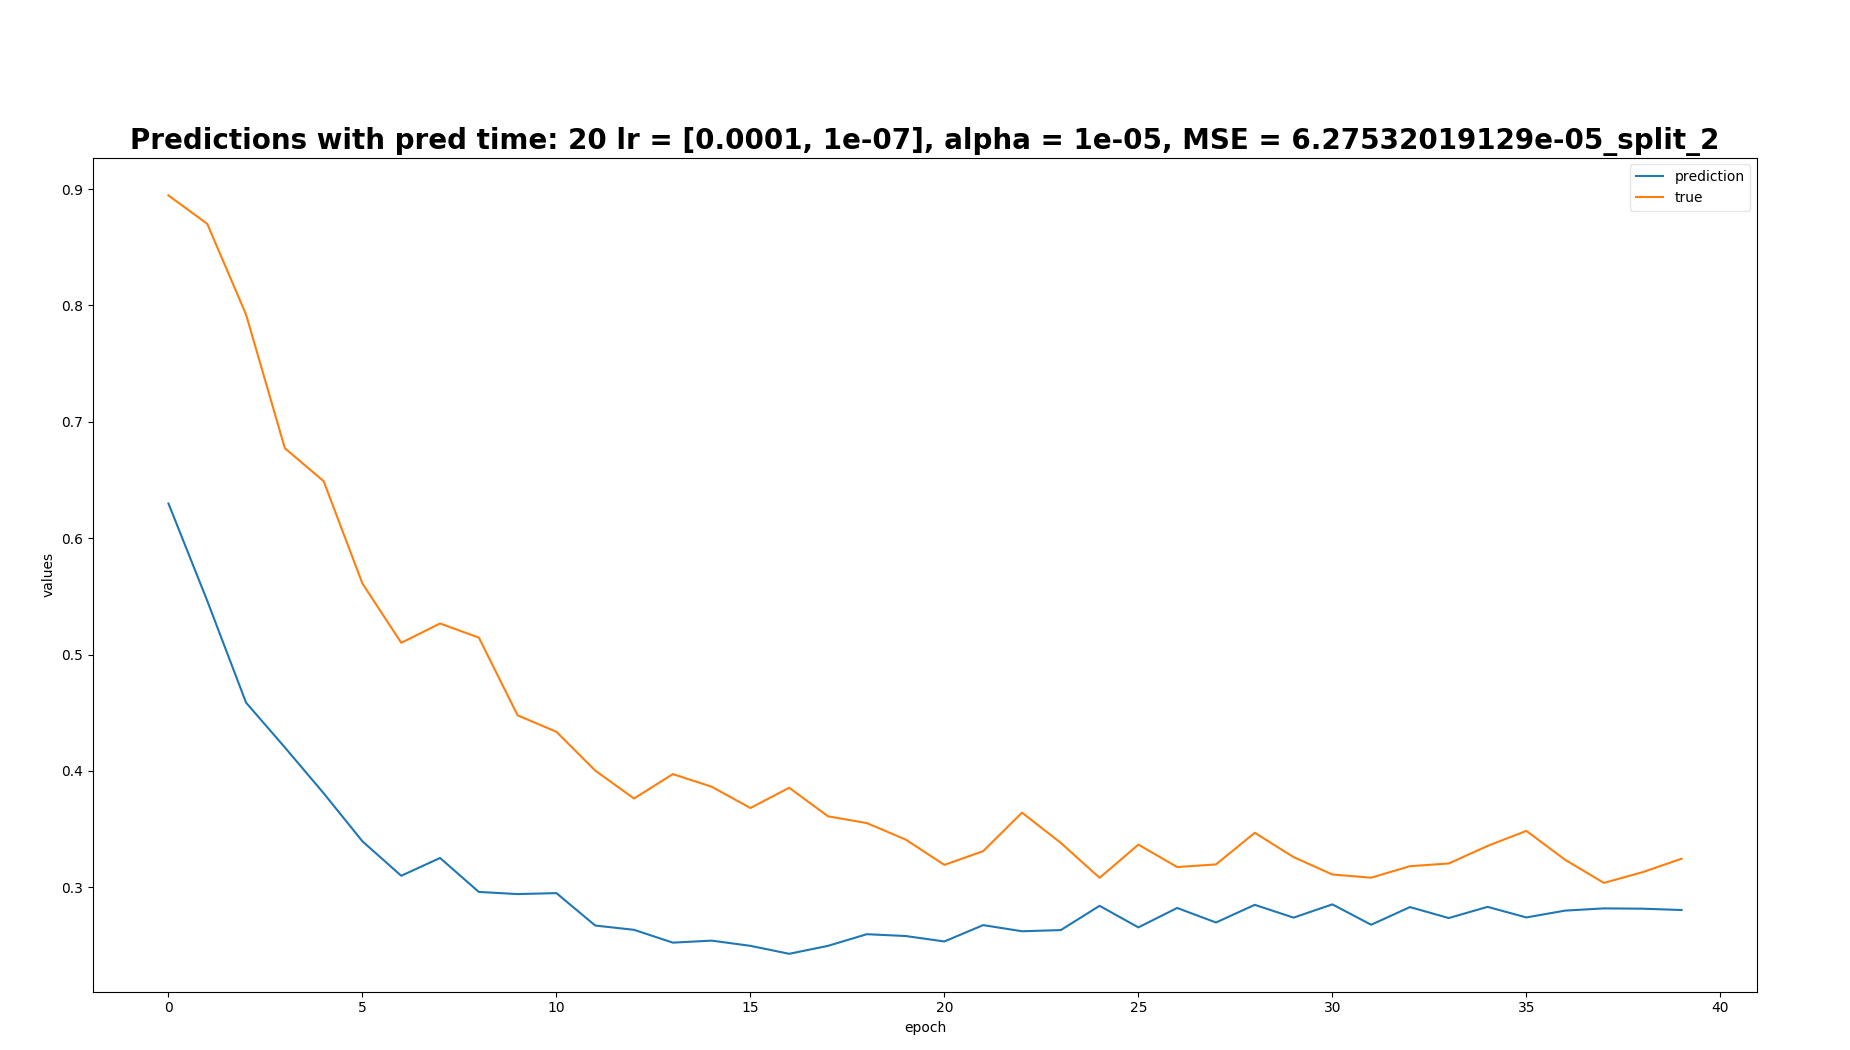 Predictions with pred time: 20 lr = [0.0001, 1e-07], alpha = 1e-05, MSE = 6.27532019129e-05_split_2
prediction
true
0.9
0.8
0.7
0.6
0.5
0.4
0.3
values
0 5 10 15 20 25 30 35 40
epoch